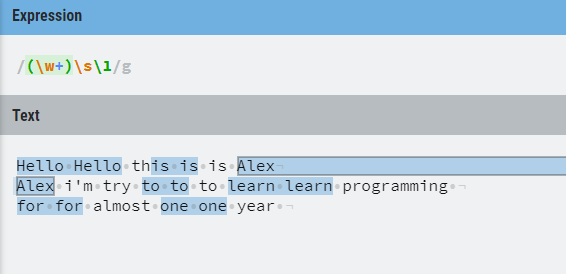 Expression
/(\w+)\s\1/g
Text
Hello Hello this is is Alex
Alex i'm try to to to learn learn programming
for for almost one one year